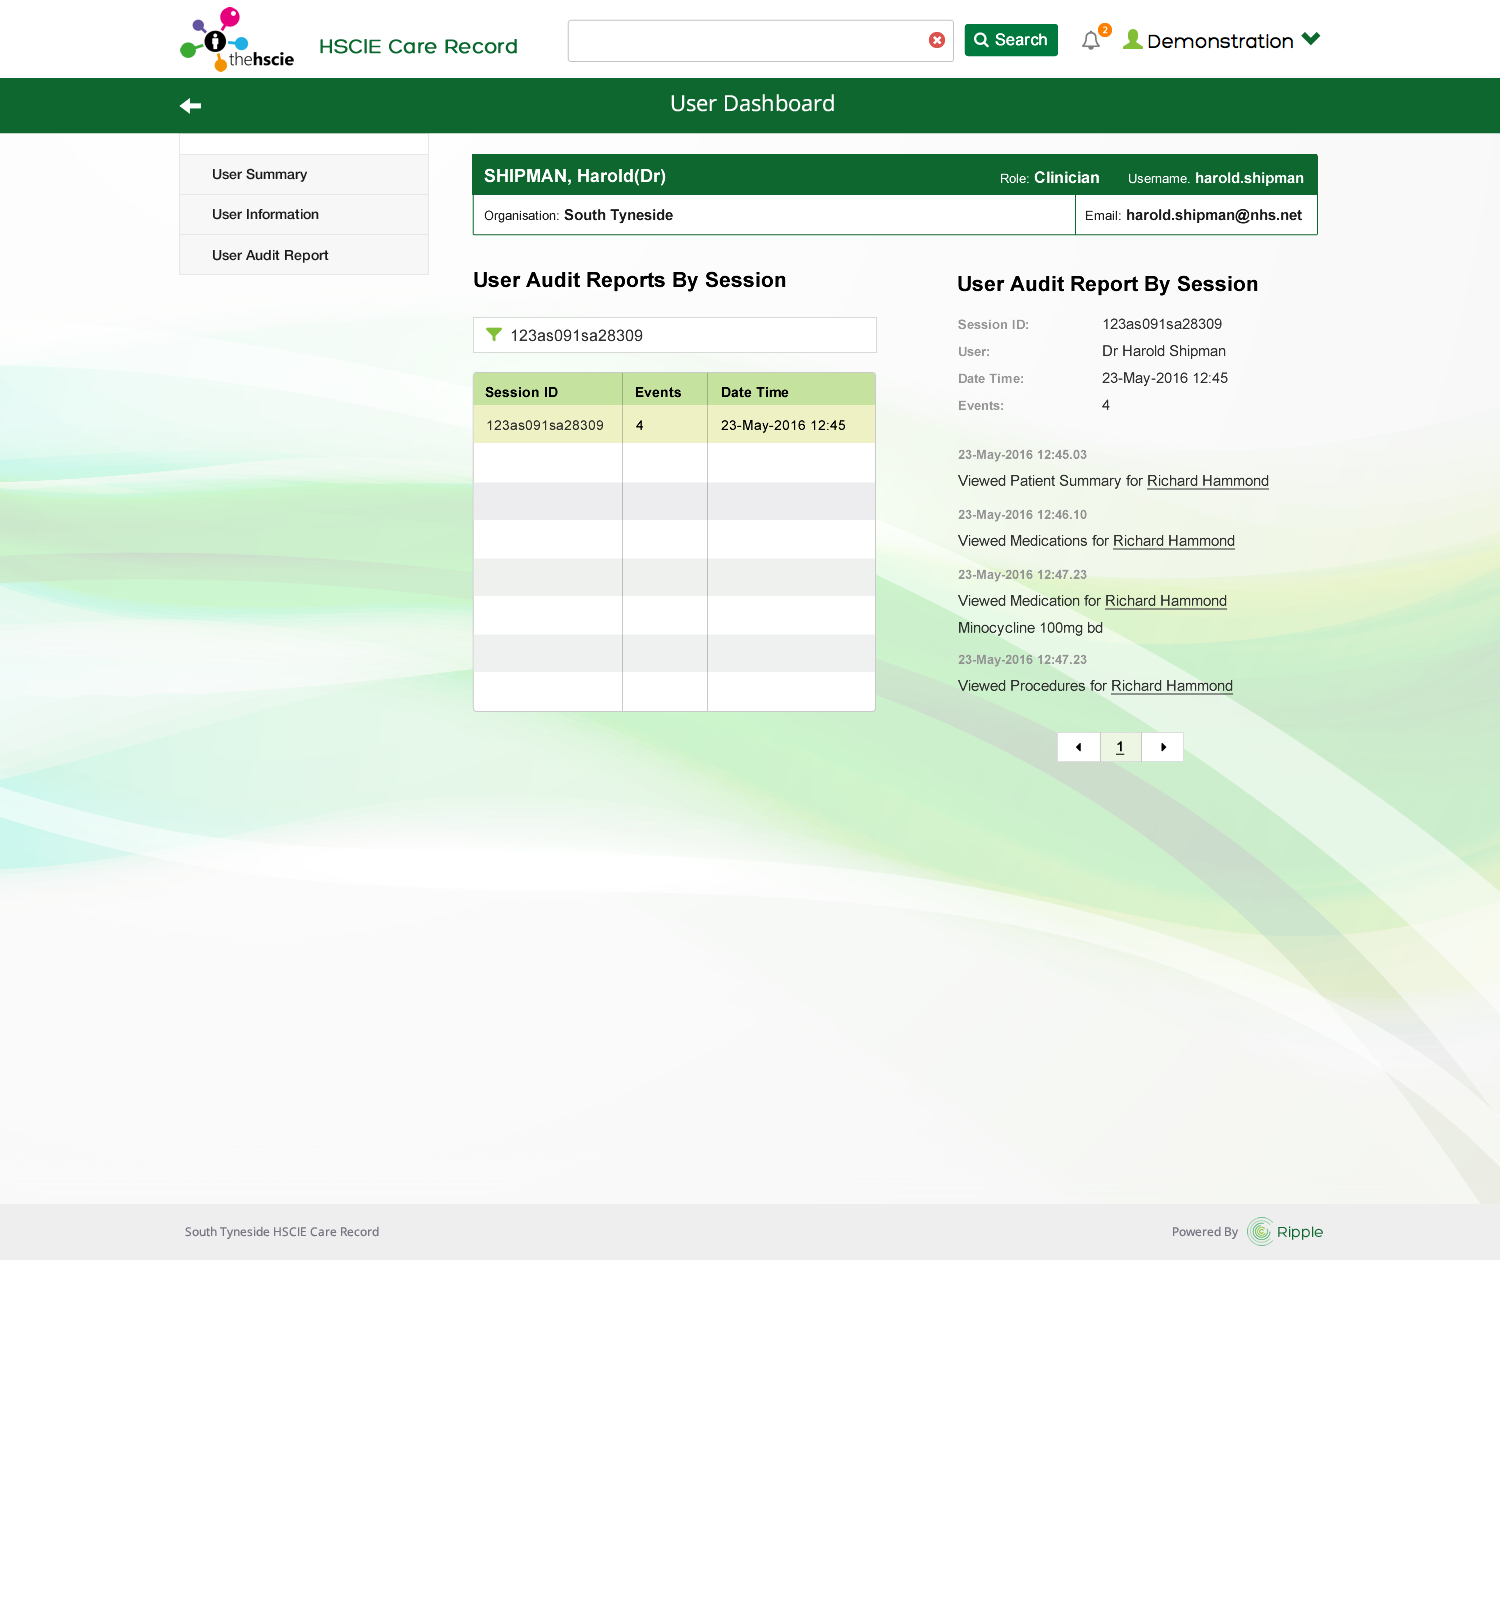 thehscie
HSCIE Care Record
Search
2
Demonstration
User Dashboard
User Summary
User Information
User Audit Report
SHIPMAN, Harold(Dr)
Role: Clinician
Username. harold.shipman
Organisation: South Tyneside
Email: harold.shipman@nhs.net
User Audit Reports By Session
123as091sa28309
Session ID Events Date Time
123as091sa28309 4 23-May-2016 12:45
User Audit Report By Session
Session ID: 123as091sa28309
User: Dr Harold Shipman
Date Time: 23-May-2016 12:45
Events: 4
23-May-2016 12:45.03
Viewed Patient Summary for Richard Hammond
23-May-2016 12:46.10
Viewed Medications for Richard Hammond
23-May-2016 12:47.23
Viewed Medication for Richard Hammond
Minocycline 100mg bd
23-May-2016 12:47.23
Viewed Procedures for Richard Hammond
1
South Tyneside HSCIE Care Record
Powered By Ripple